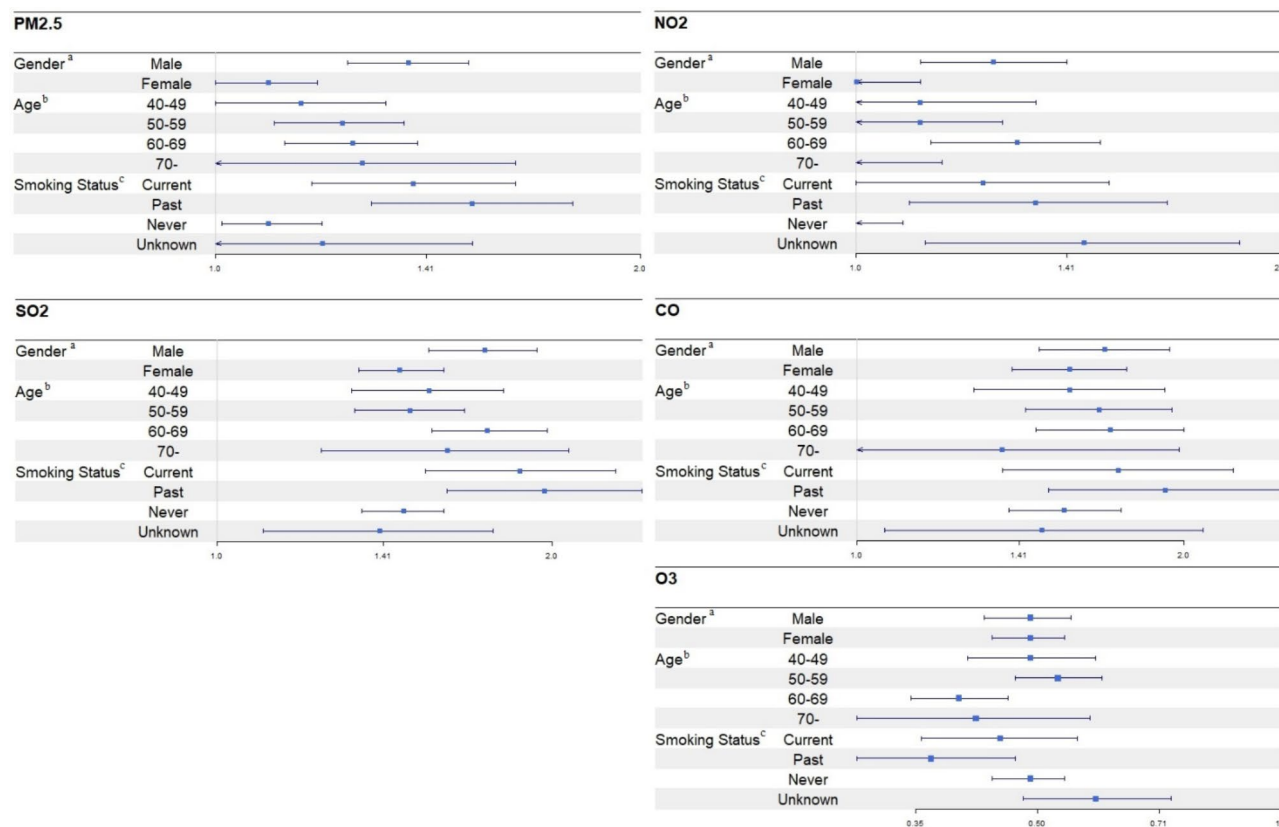 PM2.5
Gender a Male
Female
Age b 40-49
50-59
60-69
70-
Smoking Status c Current
Past
Never
Unknown
1.0 1.41 2.0
NO2
Gender a Male
Female
Age b 40-49
50-59
60-69
70-
Smoking Status c Current
Past
Never
Unknown
1.0 1.41
SO2
Gender a Male
Female
Age b 40-49
50-59
60-69
70-
Smoking Status c Current
Past
Never
Unknown
1.0 1.41 2.0
CO
Gender a Male
Female
Age b 40-49
50-59
60-69
70-
Smoking Status c Current
Past
Never
Unknown
1.0 1.41 2.0
O3
Gender a Male
Female
Age b 40-49
50-59
60-69
70-
Smoking Status c Current
Past
Never
Unknown
0.35 0.50 0.71